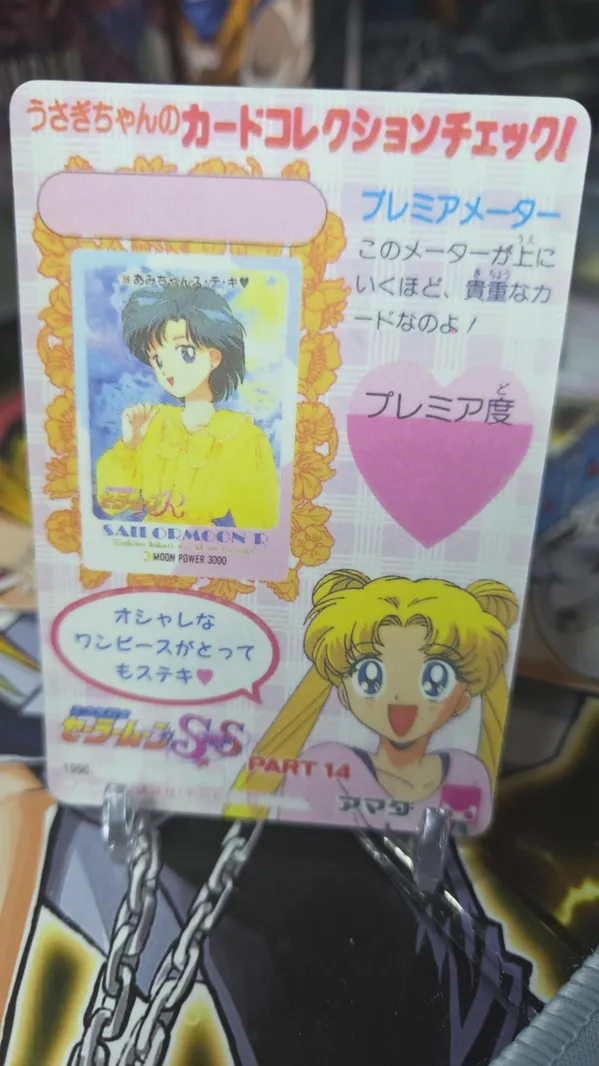 うさぎちゃんのカードコレクションチェック!
プレミアメーター
このメーターが上に
いくほど、貴重なカ
ードなのよ!
あみちゃんス・テ・キ♥
プレミア度
SAILORMOON R
MOON POWER 3000
オシャレな
ワンピースがとって
もステキ♥
セーラームーンSuperS
PART 14
1996
アマダ